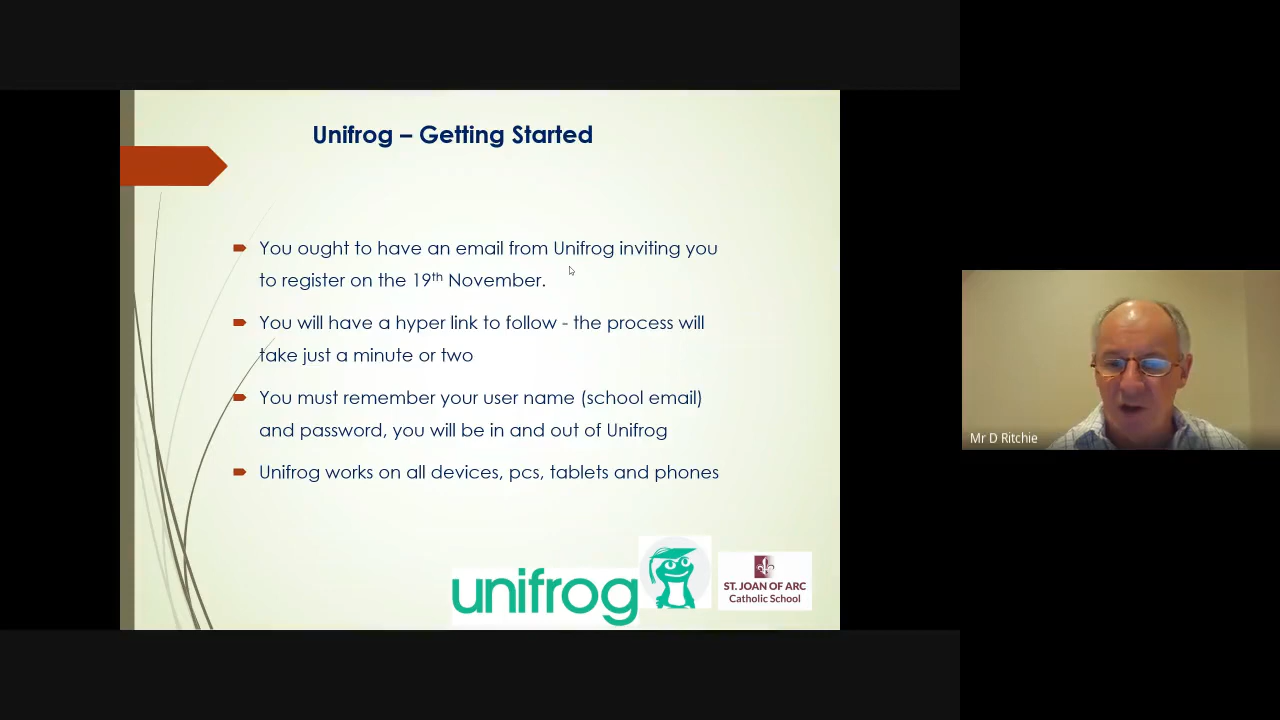 Unifrog – Getting Started
You ought to have an email from Unifrog inviting you
to register on the 19th November.
You will have a hyper link to follow - the process will
take just a minute or two
You must remember your user name (school email)
and password, you will be in and out of Unifrog
Unifrog works on all devices, pcs, tablets and phones
unifrog
ST. JOAN OF ARC
Catholic School
Mr D Ritchie